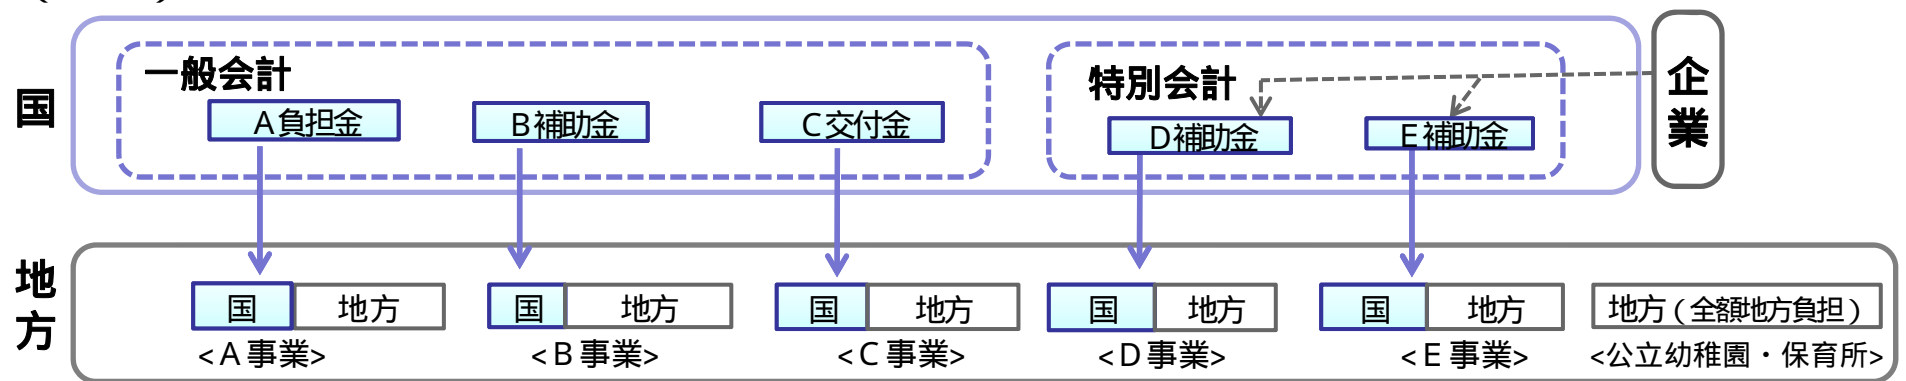 国
一般会計
A負担金
B補助金
C交付金
特別会計
D補助金
E補助金
企業
地方
国
地方
国
地方
国
地方
国
地方
国
地方
地方（全額地方負担）
<A事業>
<B事業>
<C事業>
<D事業>
<E事業>
<公立幼稚園・保育所>